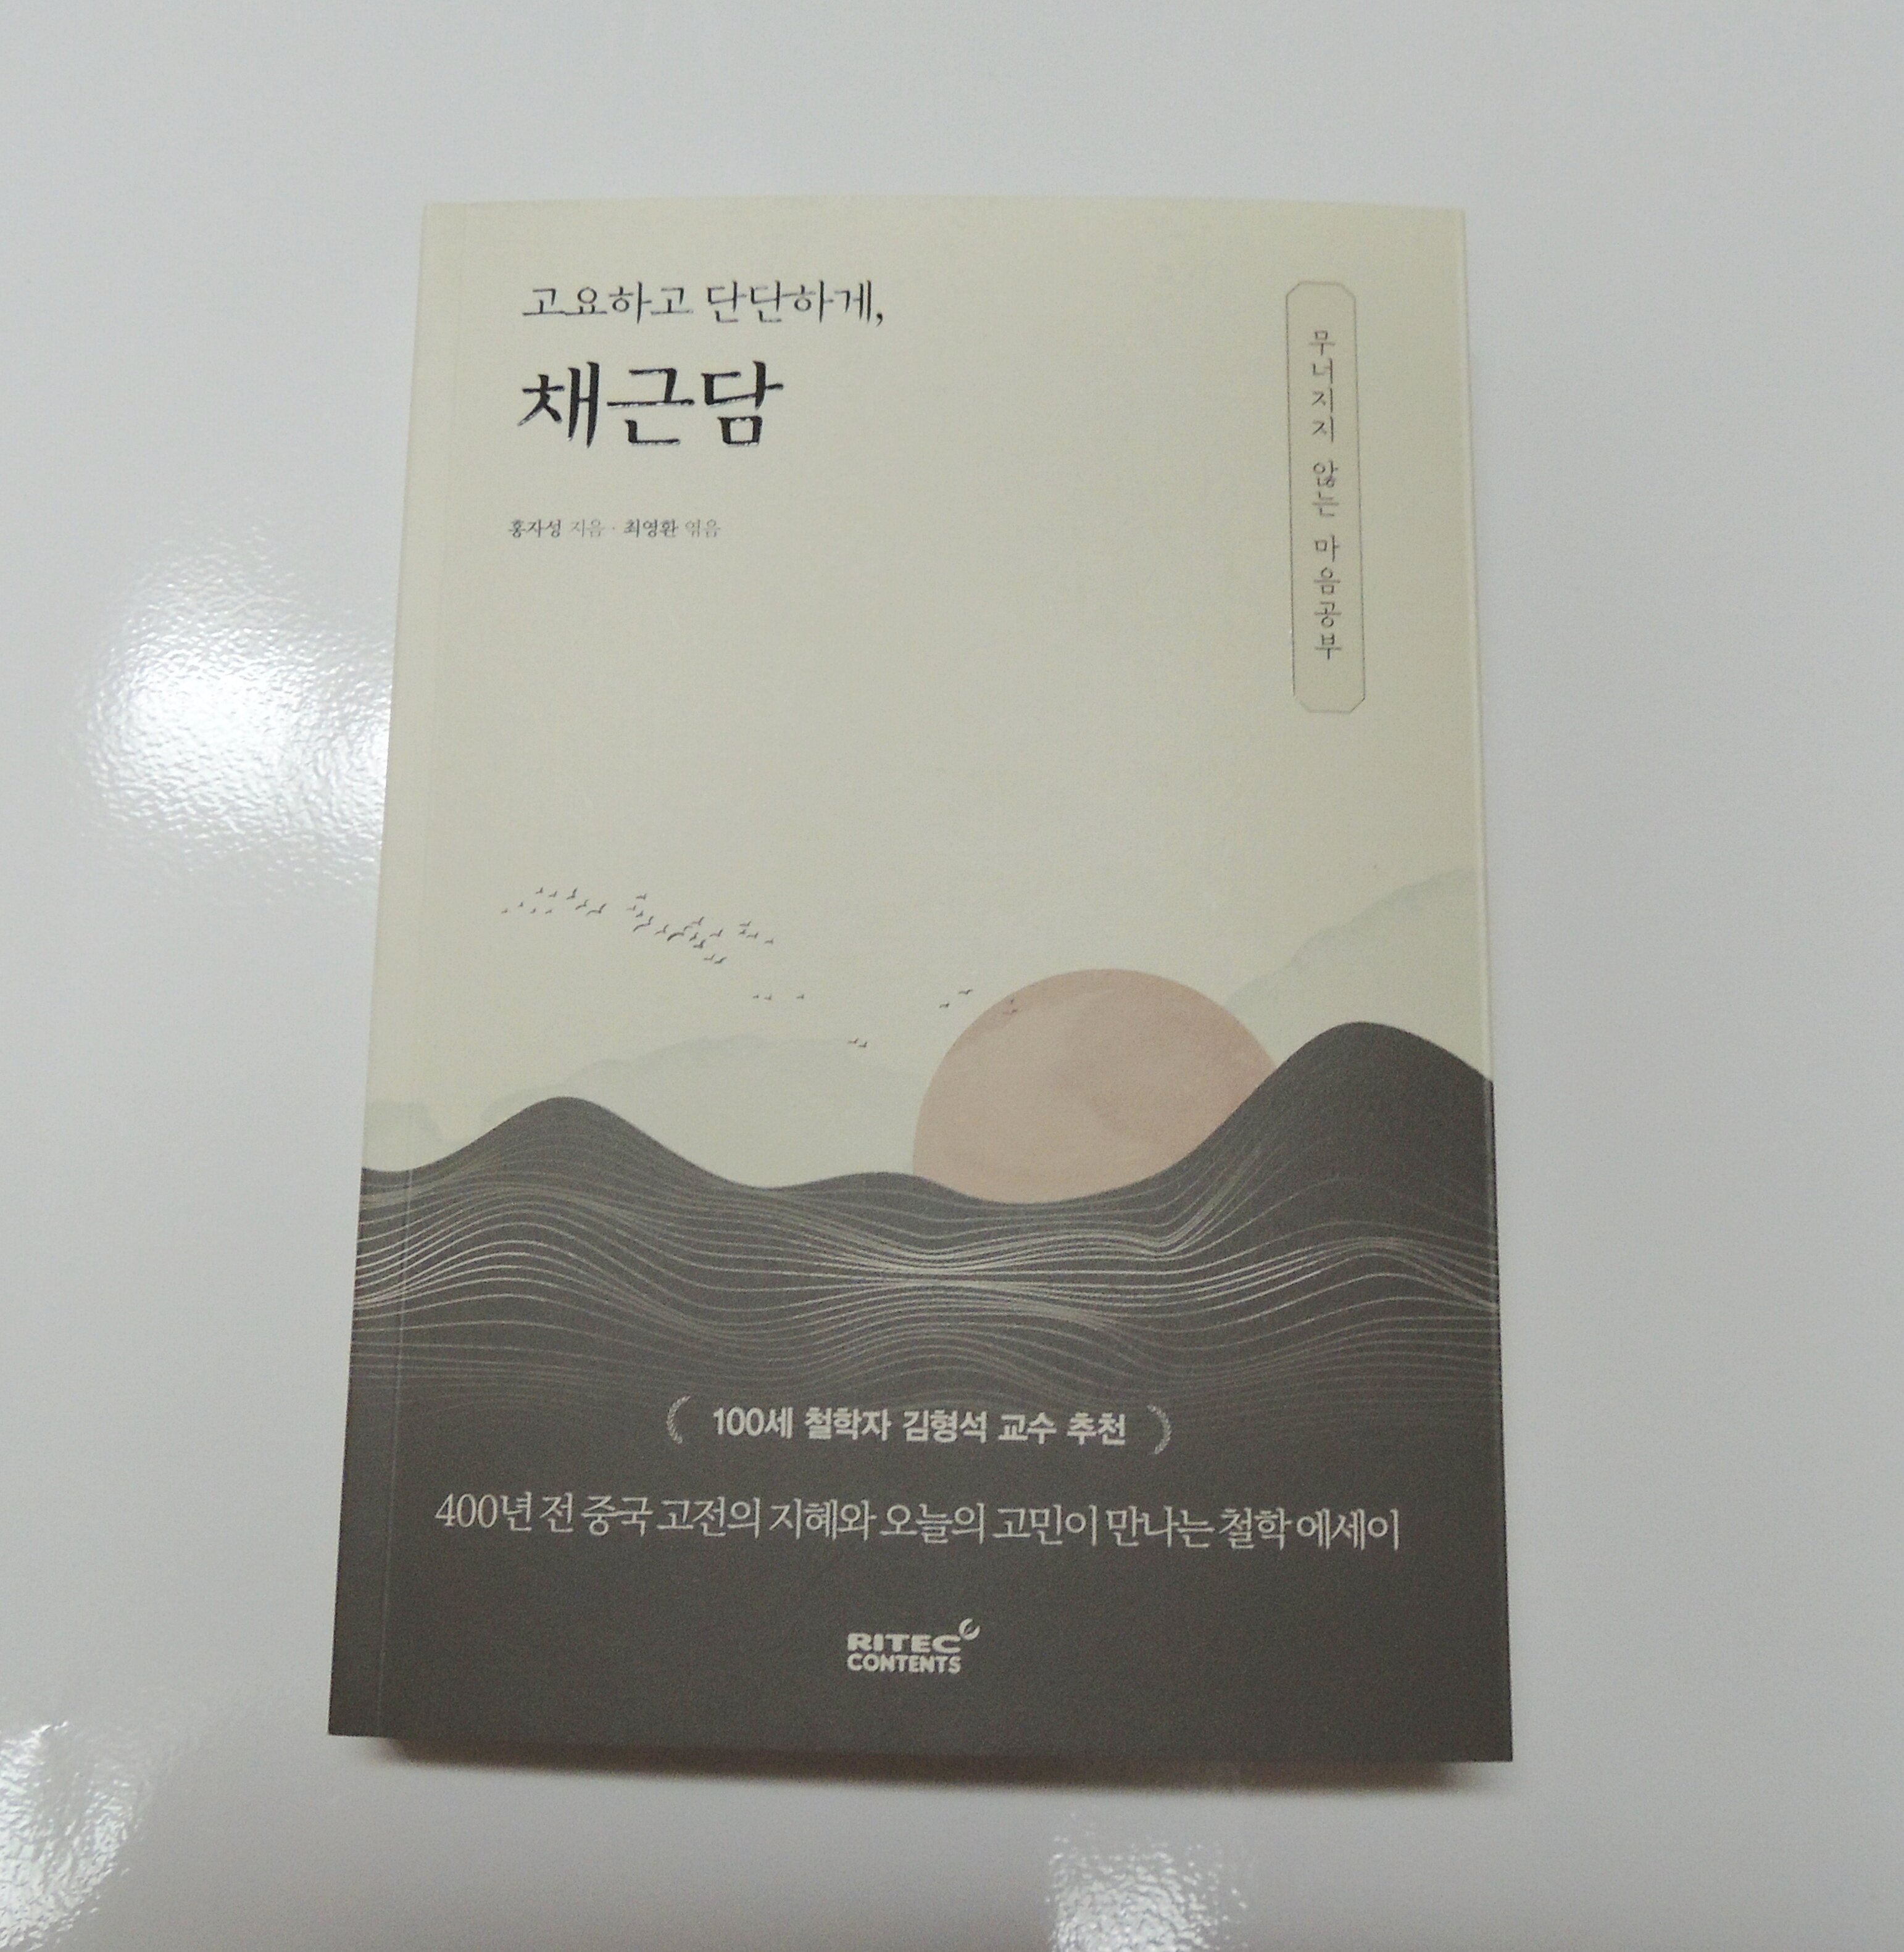 고요하고 단단하게,
채근담
홍자성 지음 · 최영환 엮음
무너지지 않는 마음공부
100세 철학자 김형석 교수 추천
400년 전 중국 고전의 지혜와 오늘의 고민이 만나는 철학 에세이
RITEC
CONTENTS